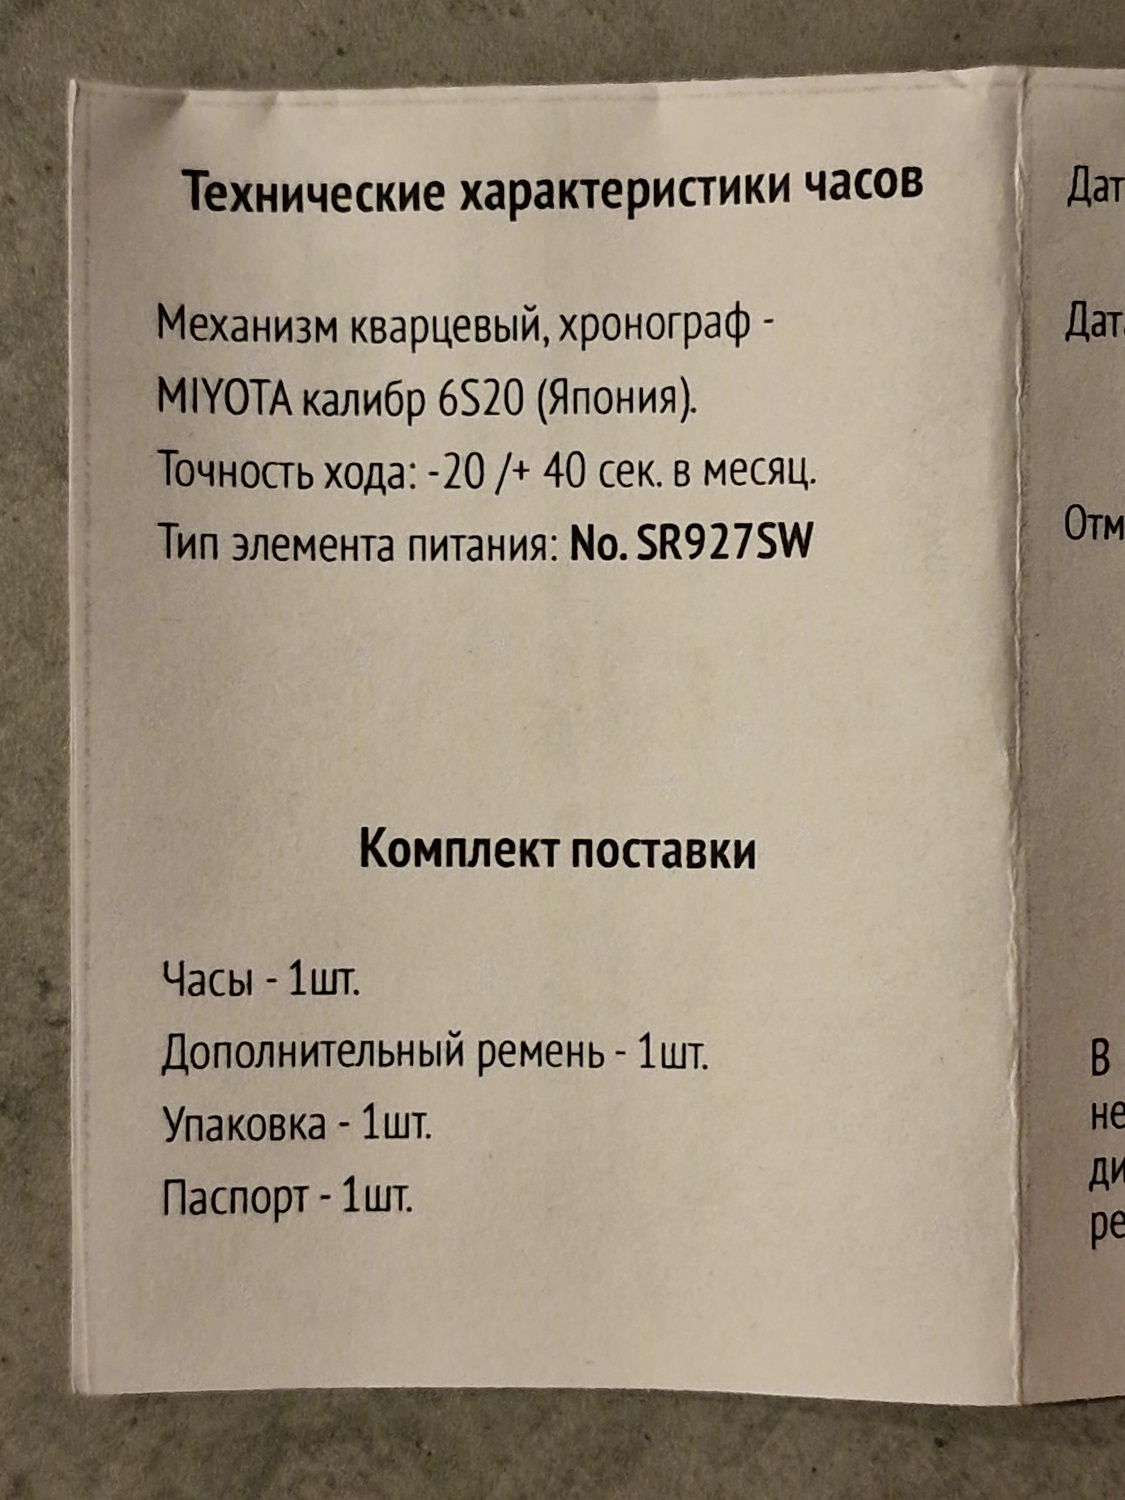 Технические характеристики часов
Механизм кварцевый, хронограф -
MIYOTA калибр 6S20 (Япония).
Точность хода: -20 /+ 40 сек. в месяц.
Тип элемента питания: No. SR927SW
Комплект поставки
Часы - 1шт.
Дополнительный ремень - 1шт.
Упаковка - 1шт.
Паспорт - 1шт.
В